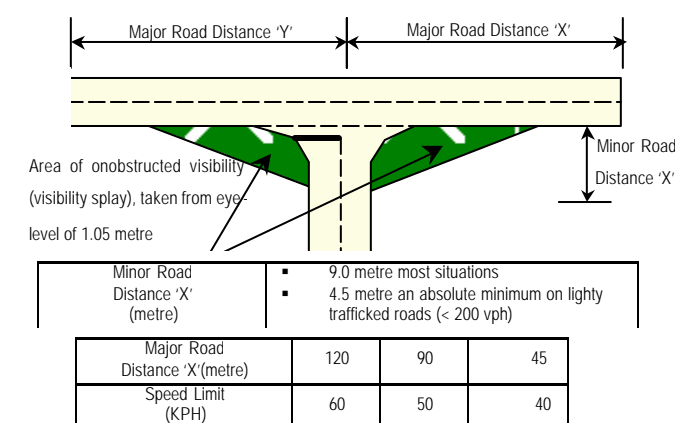 Major Road Distance ‘Y’
Major Road Distance ‘X’
Minor Road
Distance ‘X’
Area of onobstructed visibility
(visibility splay), taken from eye-
level of 1.05 metre
Minor Road
Distance ‘X’
(metre)
▪ 9.0 metre most situations
▪ 4.5 metre an absolute minimum on lighty
trafficked roads (< 200 vph)
Major Road
Distance ‘X’(metre)
120
90
45
Speed Limit
(KPH)
60
50
40